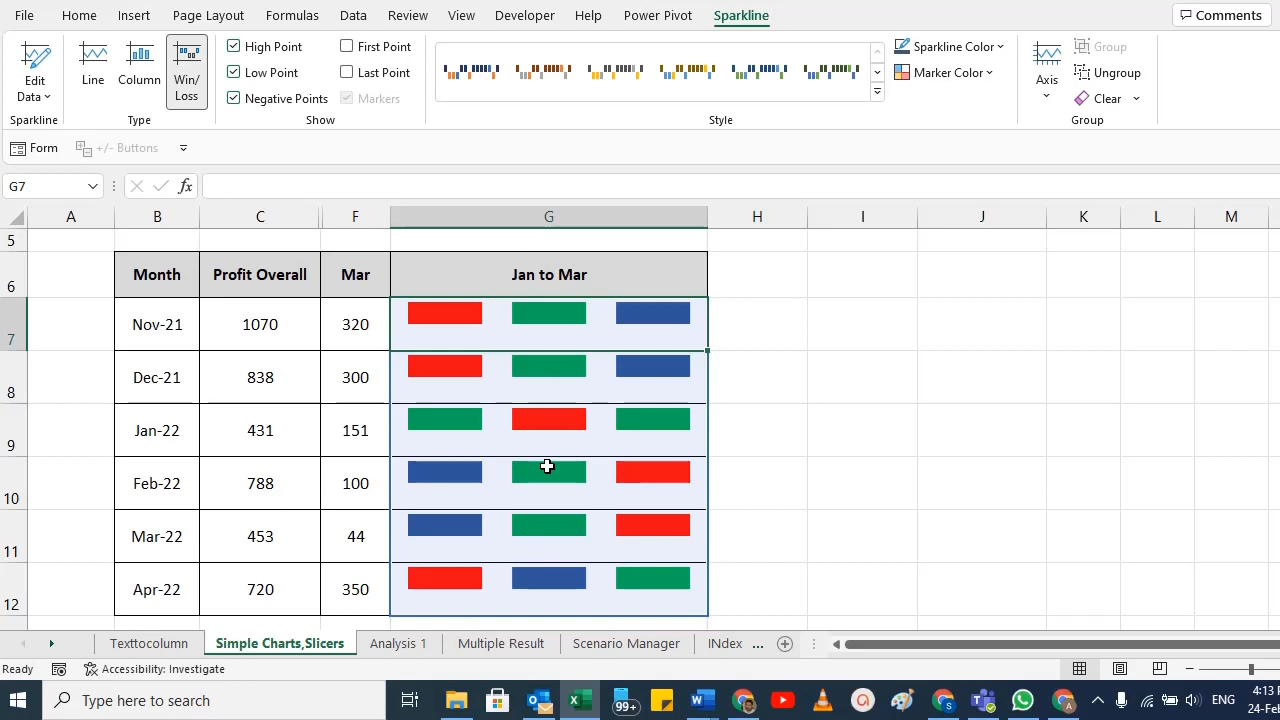 File Home Insert Page Layout Formulas Data Review View Developer Help Power Pivot Sparkline Comments
High Point First Point
Low Point Last Point
Negative Points Markers
Edit Data
Line
Column
Win/
Loss
Sparkline Color
Marker Color
Axis
Group
Ungroup
Clear
Sparkline Type Show Style Group
Form +/- Buttons
G7 fx
A B C F G H I J K L M
5
6 Month Profit Overall Mar Jan to Mar
7 Nov-21 1070 320
8 Dec-21 838 300
9 Jan-22 431 151
10 Feb-22 788 100
11 Mar-22 453 44
12 Apr-22 720 350
Texttocolumn Simple Charts,Slicers Analysis 1 Multiple Result Scenario Manager INdex ...
Ready Accessibility: Investigate
Type here to search 99+ ENG 4:13
24-Feb